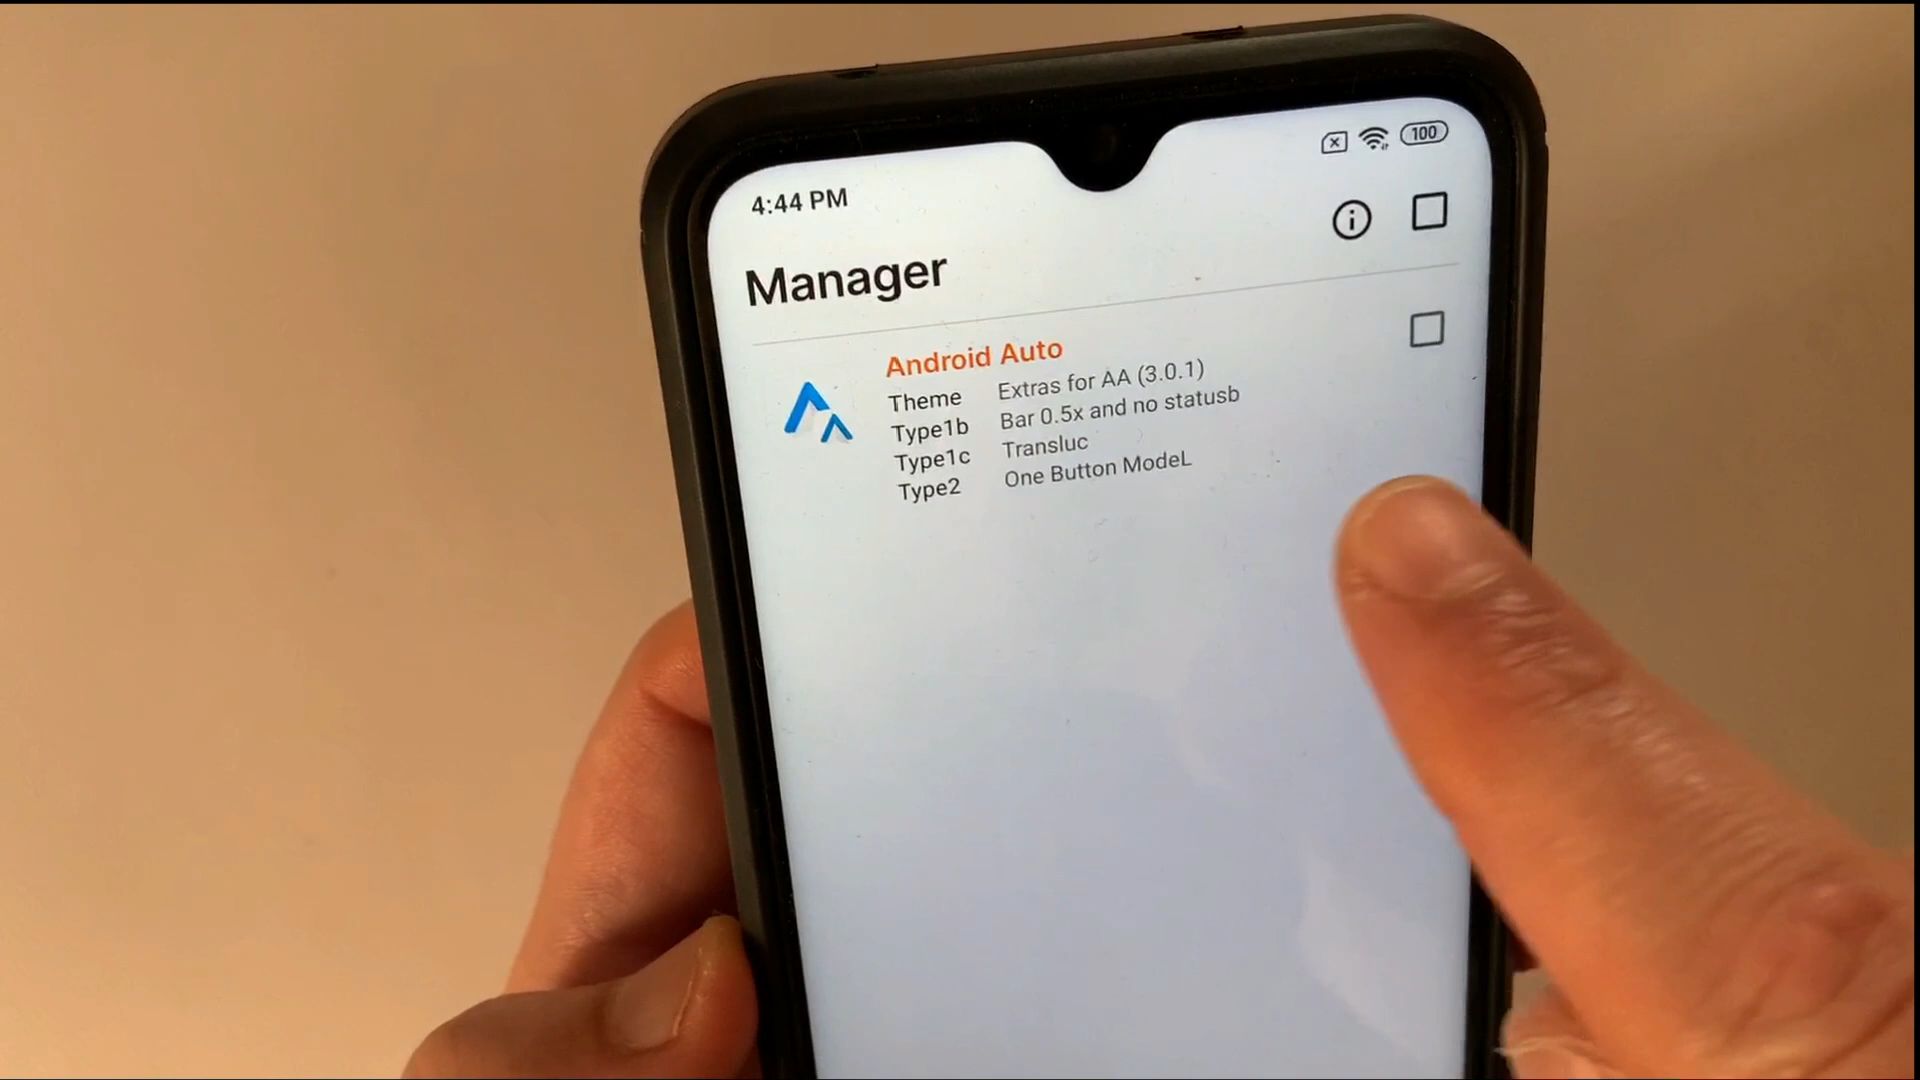 100
4:44 PM
Manager
Android Auto
Theme Extras for AA (3.0.1)
Type1b Bar 0.5x and no statusb
Type1c Transluc
Type2 One Button ModeL